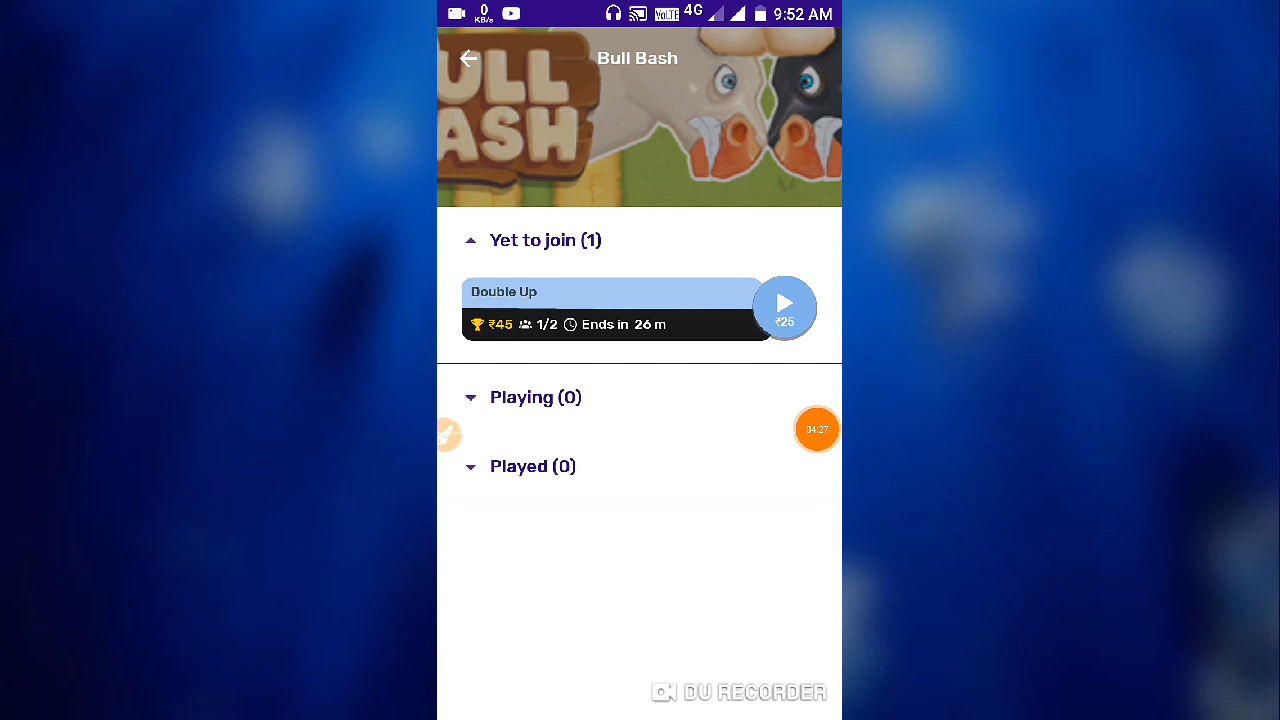 0
KB/s
VoLTE
4G
9:52 AM
Bull Bash
ULL
ASH
Yet to join (1)
Double Up
₹45 1/2 Ends in 26 m
₹25
Playing (0)
04:27
Played (0)
DU RECORDER